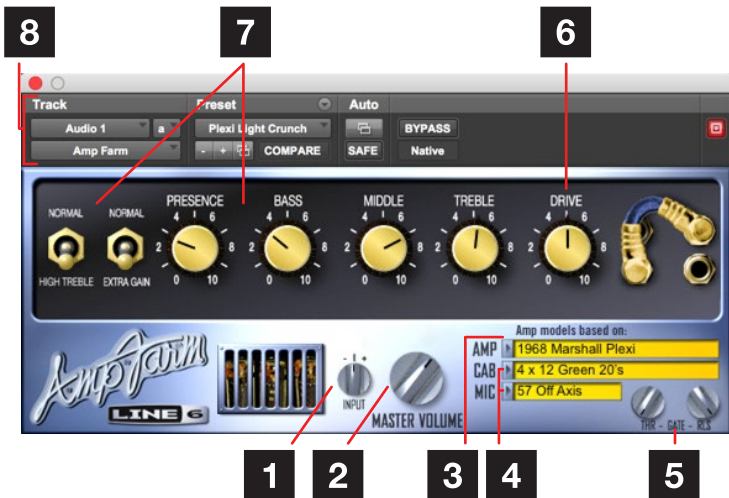 8 7 6
Track Preset Auto
Audio 1 a Plexi Light Crunch BYPASS
Amp Farm - + COMPARE SAFE Native
NORMAL NORMAL PRESENCE BASS MIDDLE TREBLE DRIVE
4 6 4 6 4 6 4 6 4 6
2 8 2 8 2 8 2 8 2 8
HIGH TREBLE EXTRA GAIN 0 10 0 10 0 10 0 10 0 10
Amp models based on:
AMP 1968 Marshall Plexi
CAB 4 x 12 Green 20's
MIC 57 Off Axis
Amp Farm
LINE 6
- +
INPUT
MASTER VOLUME
THR - GATE - RLS
1 2 3 4 5